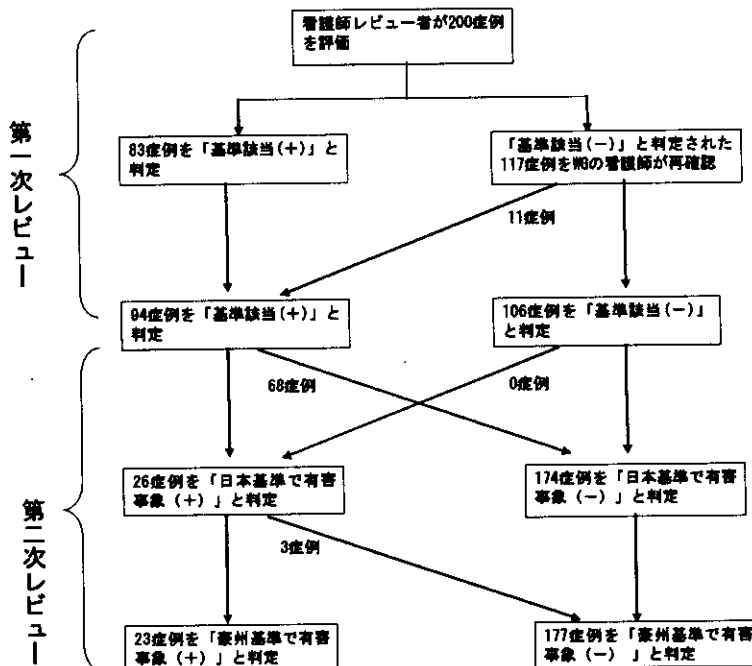 看護師レビュー者が200症例
を評価
第一次レビュー
83症例を「基準該当(+)」と
判定
「基準該当(-)」と判定された
117症例をWGの看護師が再確認
11症例
94症例を「基準該当(+)」と
判定
106症例を「基準該当(-)」
と判定
68症例
0症例
第二次レビュー
26症例を「日本基準で有害
事象（+）」と判定
174症例を「日本基準で有害
事象（-）」と判定
3症例
23症例を「豪州基準で有害
事象（+）」と判定
177症例を「豪州基準で有害
事象（-） 」と判定